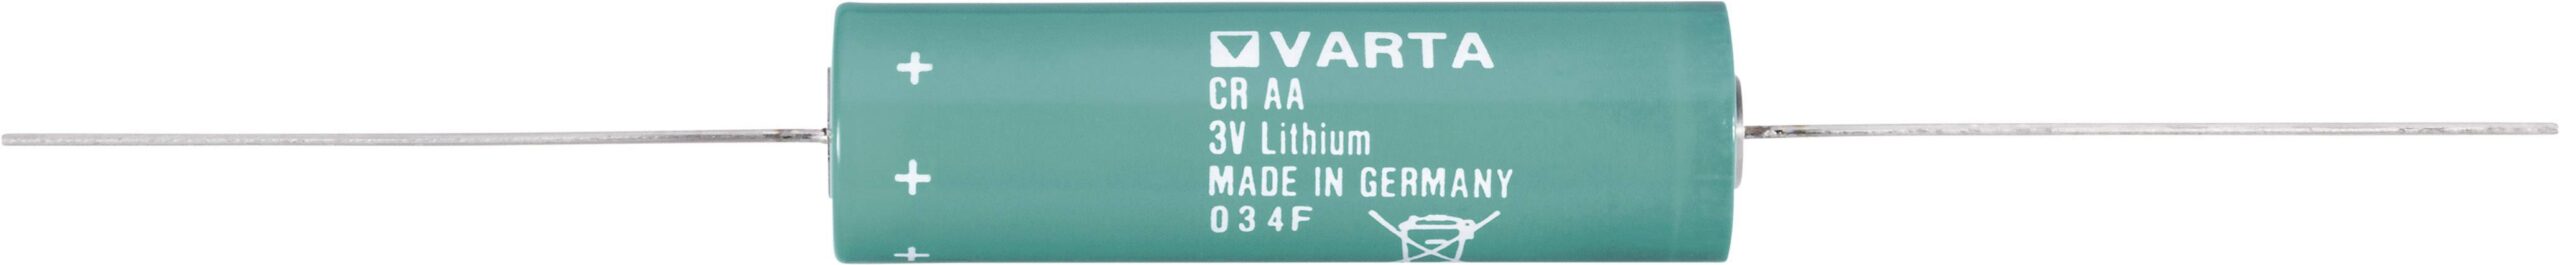 +
+
+
VARTA
CR AA
3V Lithium
MADE IN GERMANY
034F